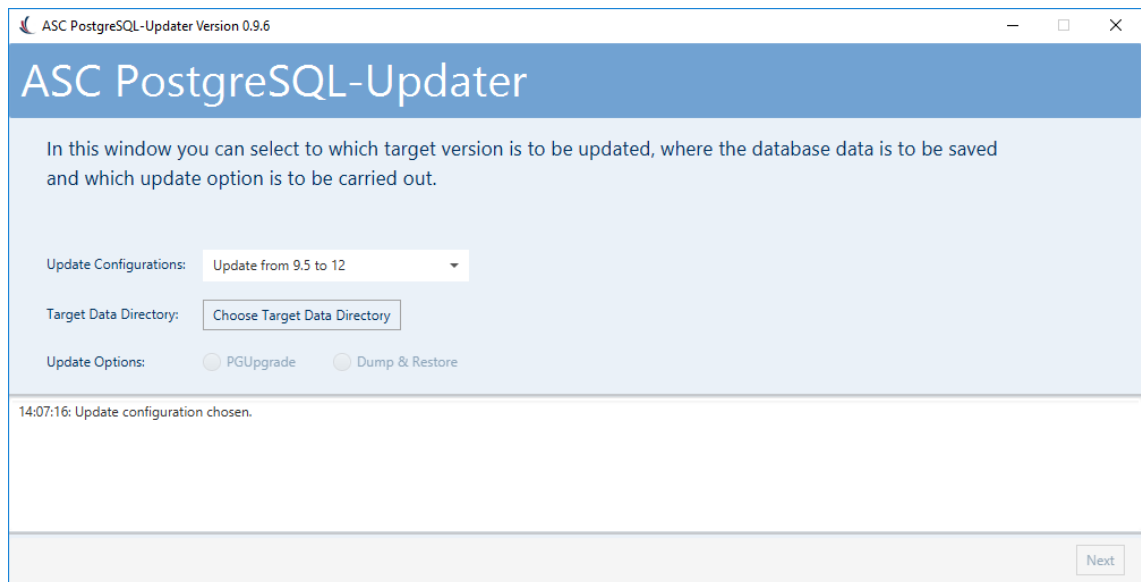 ASC PostgreSQL-Updater Version 0.9.6
ASC PostgreSQL-Updater
In this window you can select to which target version is to be updated, where the database data is to be saved
and which update option is to be carried out.
Update Configurations: Update from 9.5 to 12
Target Data Directory: Choose Target Data Directory
Update Options: PGUpgrade Dump & Restore
14:07:16: Update configuration chosen.
Next